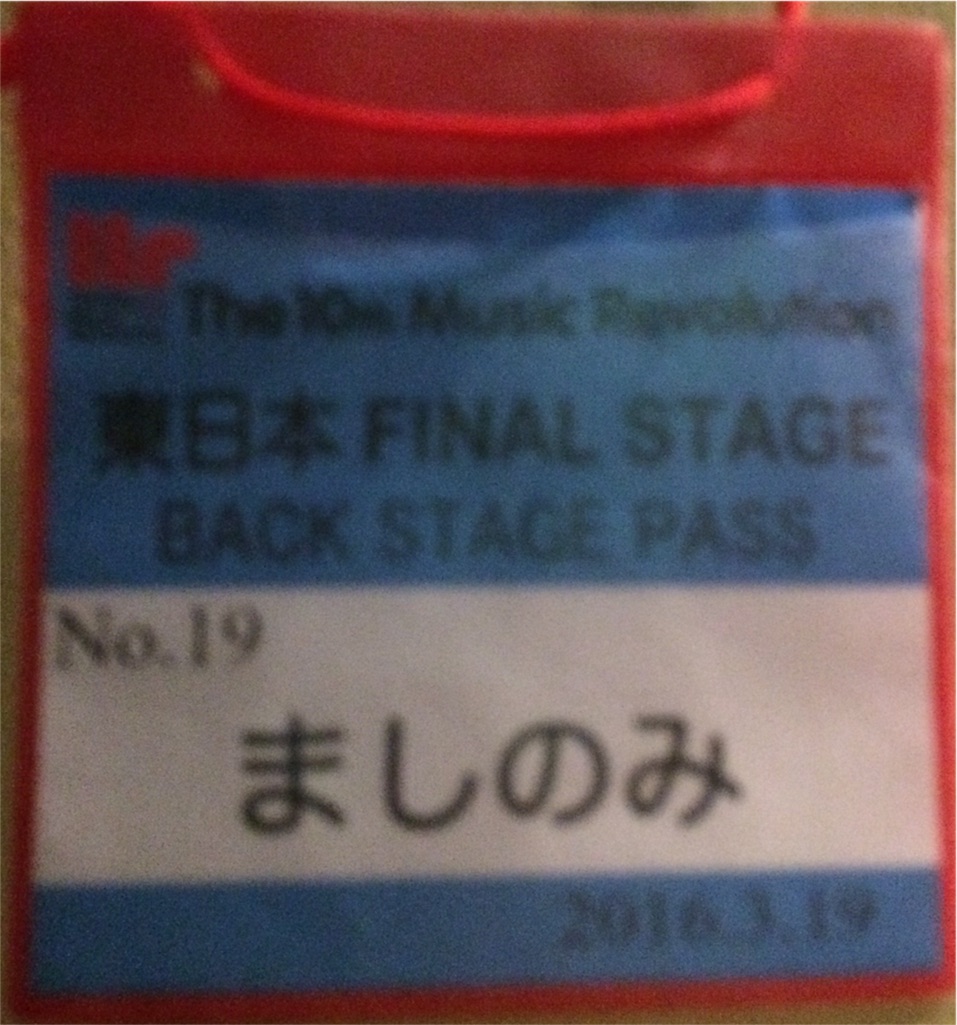 The 10th Music Revolution
東日本 FINAL STAGE
BACK STAGE PASS
No.19
ましのみ
2016.3.19